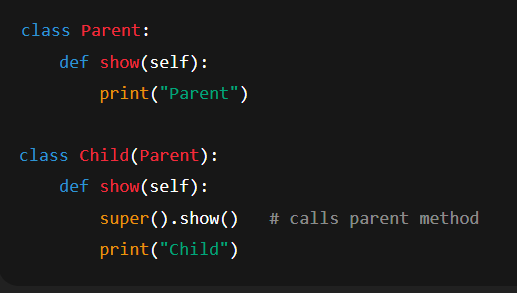 class Parent:
    def show(self):
        print("Parent")

class Child(Parent):
    def show(self):
        super().show()   # calls parent method
        print("Child")